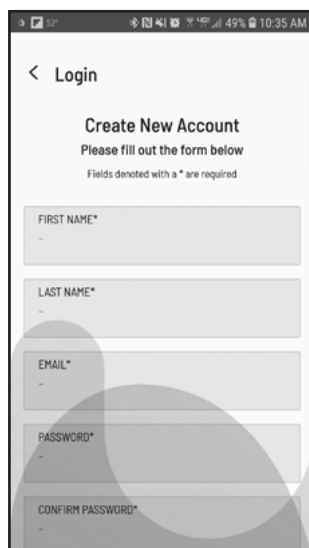 52° 49% 10:35 AM
< Login
Create New Account
Please fill out the form below
Fields denoted with a * are required
FIRST NAME*
–
LAST NAME*
–
EMAIL*
–
PASSWORD*
–
CONFIRM PASSWORD*
–